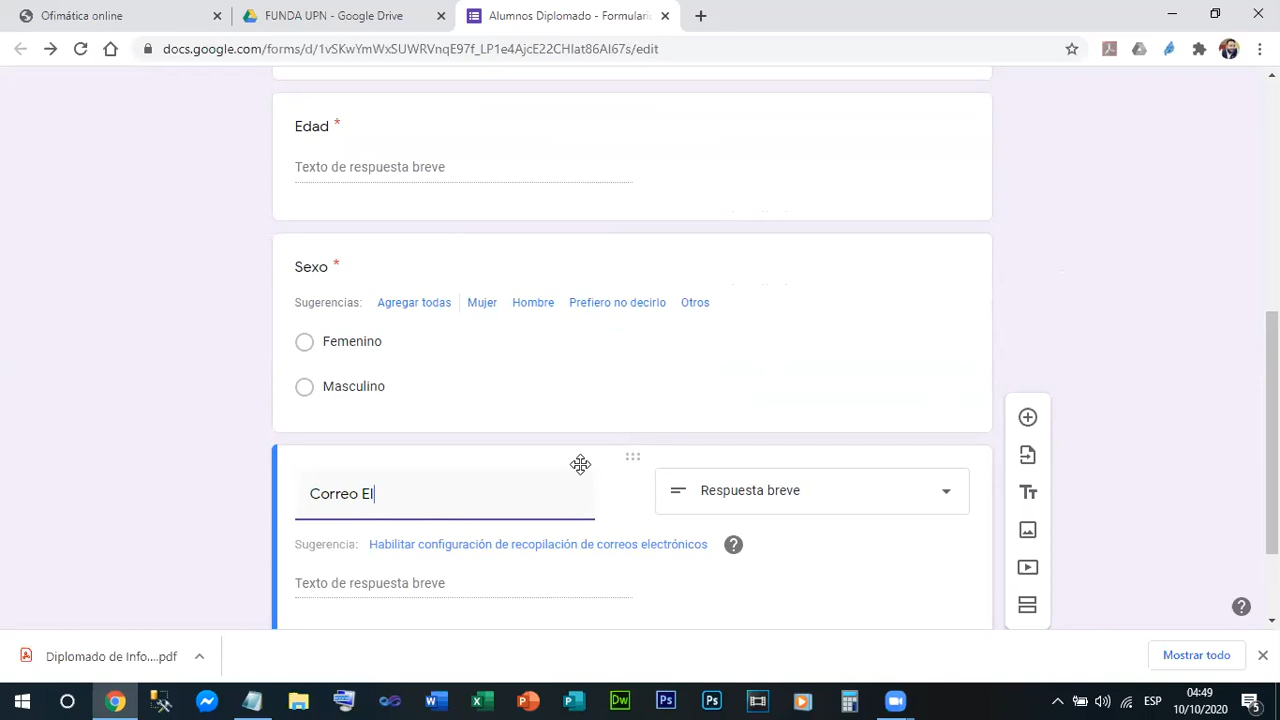 Ofimática online
FUNDA UPN - Google Drive
Alumnos Diplomado - Formulario
docs.google.com/forms/d/1vSKwYmWxSUWRVnqE97f_LP1e4AjcE22CHlat86Al67s/edit
Edad *
Texto de respuesta breve
Sexo *
Sugerencias: Agregar todas Mujer Hombre Prefiero no decirlo Otros
Femenino
Masculino
Correo El
Respuesta breve
Sugerencia: Habilitar configuración de recopilación de correos electrónicos
Texto de respuesta breve
Diplomado de Info....pdf
Mostrar todo
ESP
04:49
10/10/2020
5